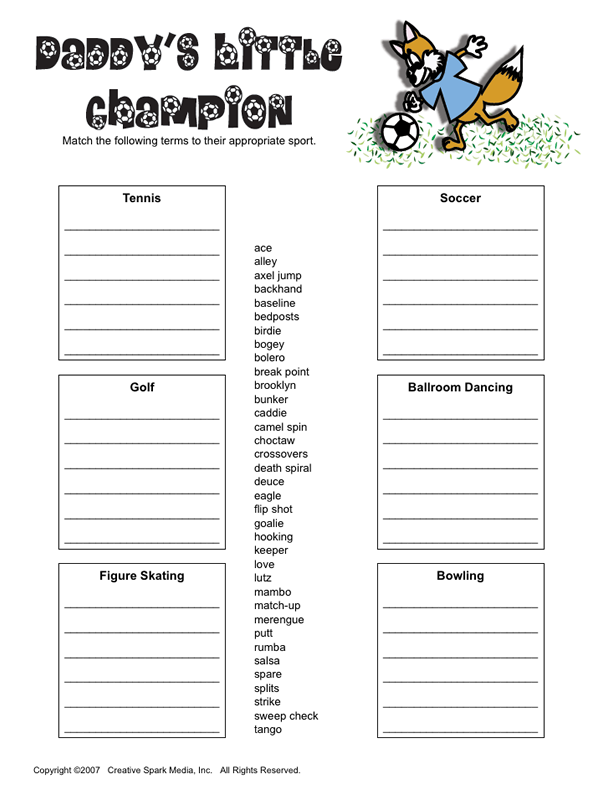 Daddy's Little
Champion
Match the following terms to their appropriate sport.
Tennis
Soccer
ace
alley
axel jump
backhand
baseline
bedposts
birdie
bogey
bolero
break point
brooklyn
bunker
caddie
camel spin
choctaw
crossovers
death spiral
deuce
eagle
flip shot
goalie
hooking
keeper
love
lutz
mambo
match-up
merengue
putt
rumba
salsa
spare
splits
strike
sweep check
tango
Golf
Ballroom Dancing
Figure Skating
Bowling
Copyright ©2007 Creative Spark Media, Inc. All Rights Reserved.